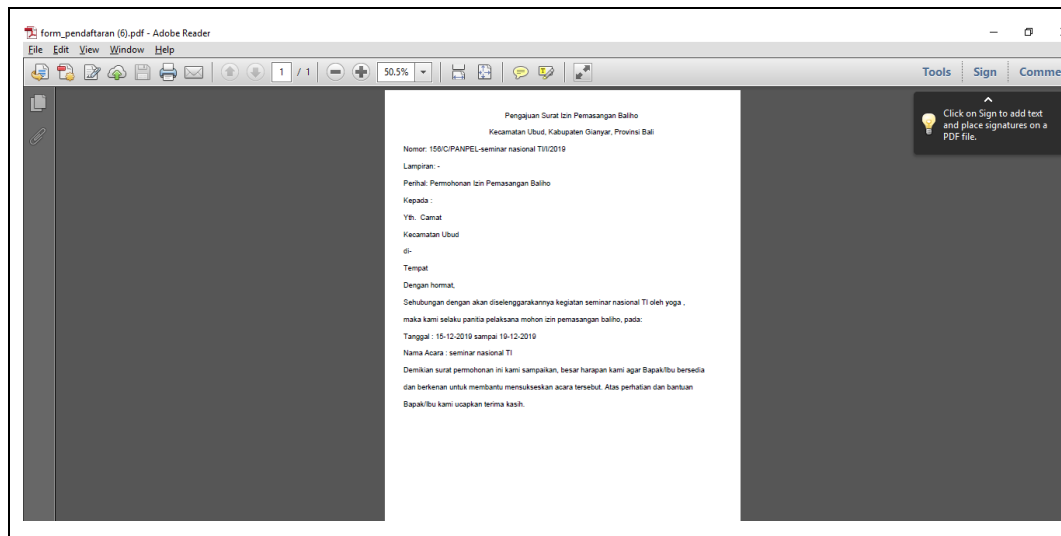 form_pendaftaran (6).pdf - Adobe Reader
File Edit View Window Help
1 / 1 50.5% Tools Sign Comme
Click on Sign to add text
and place signatures on a
PDF file.
Pengajuan Surat Izin Pemasangan Baliho
Kecamatan Ubud, Kabupaten Gianyar, Provinsi Bali
Nomor: 156/C/PANPEL-seminar nasional TI/I/2019
Lampiran: -
Perihal: Permohonan Izin Pemasangan Baliho
Kepada :
Yth. Camat
Kecamatan Ubud
di-
Tempat
Dengan hormat,
Sehubungan dengan akan diselenggarakannya kegiatan seminar nasional TI oleh yoga ,
maka kami selaku panitia pelaksana mohon izin pemasangan baliho, pada:
Tanggal : 15-12-2019 sampai 19-12-2019
Nama Acara : seminar nasional TI
Demikian surat permohonan ini kami sampaikan, besar harapan kami agar Bapak/Ibu bersedia
dan berkenan untuk membantu mensukseskan acara tersebut. Atas perhatian dan bantuan
Bapak/Ibu kami ucapkan terima kasih.